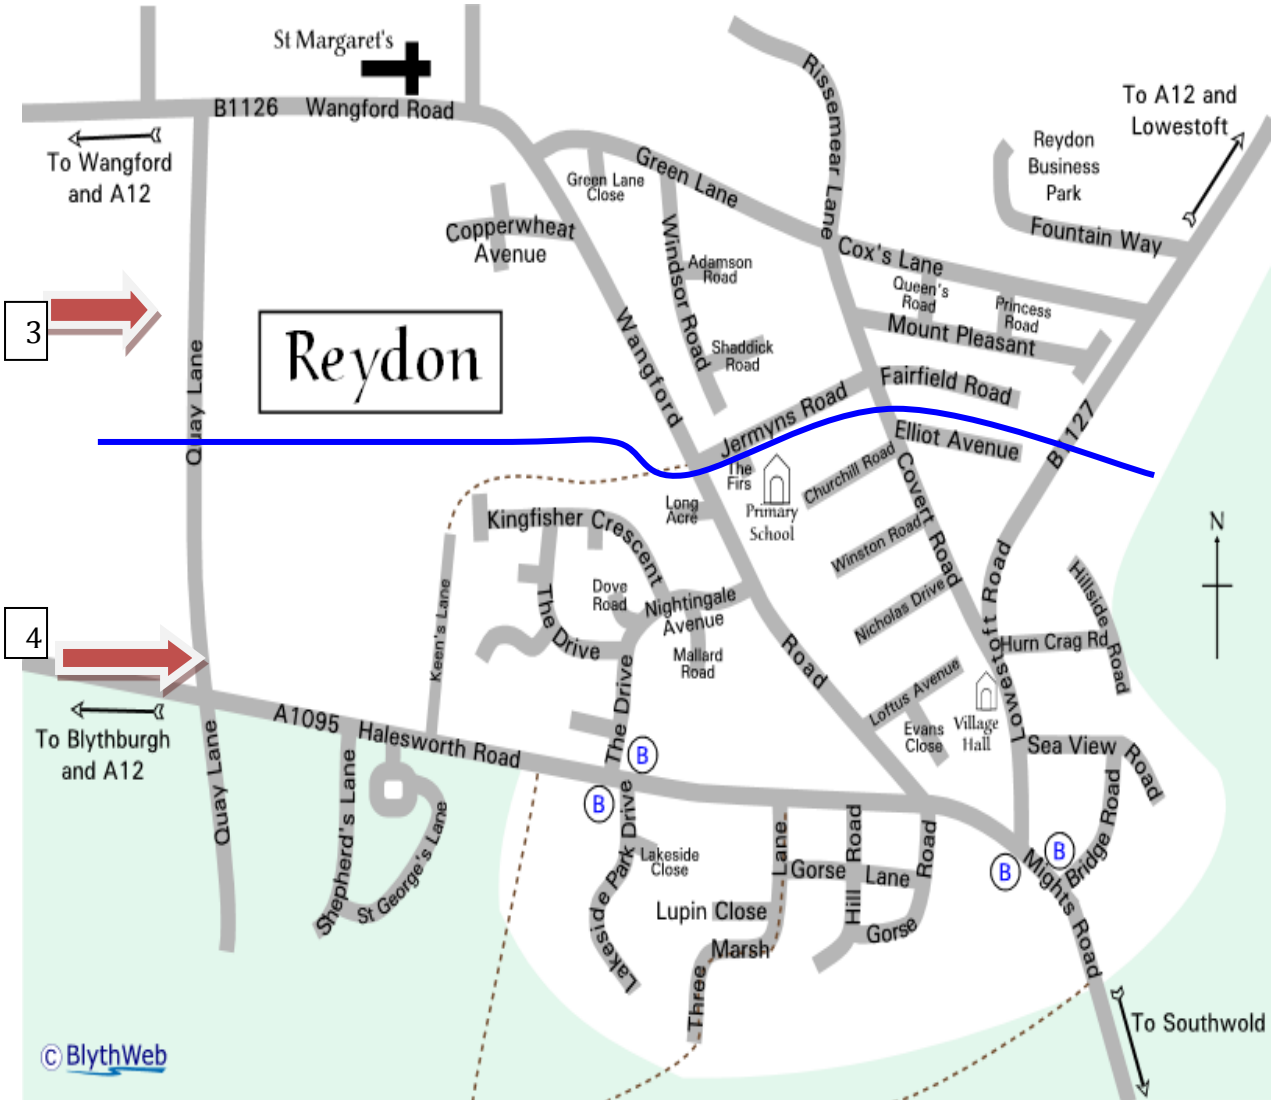 St Margaret's
B1126 Wangford Road
To Wangford
and A12
To A12 and
Lowestoft
Reydon
Business
Park
Fountain Way
Rissemear Lane
Green Lane
Green Lane
Close
Copperwheat
Avenue
Windsor Road
Adamson
Road
Shaddick
Road
Cox's Lane
Queen's
Road
Princess
Road
Mount Pleasant
Fairfield Road
Elliot Avenue
Jermyns Road
Wangford
Road
3
Reydon
Quay Lane
B1127
The
Firs
Primary
School
Churchill Road
Covert Road
Winston Road
Nicholas Drive
Loftus Avenue
Evans
Close
Village
Hall
Lowestoft Road
Hillside Road
Hurn Crag Rd
Sea View Road
Bridge Road
N
Long
Acre
Kingfisher Crescent
Dove
Road
Nightingale
Avenue
Mallard
Road
The Drive
The Drive
Keen's Lane
4
A1095 Halesworth Road
To Blythburgh
and A12
Quay Lane
Shepherd's Lane
St George's Lane
B
B
B
B
Lakeside Park Drive
Lakeside
Close
Lupin Close
Three Marsh Lane
Gorse Lane
Hill Road
Gorse Road
Mights Road
To Southwold
© BlythWeb